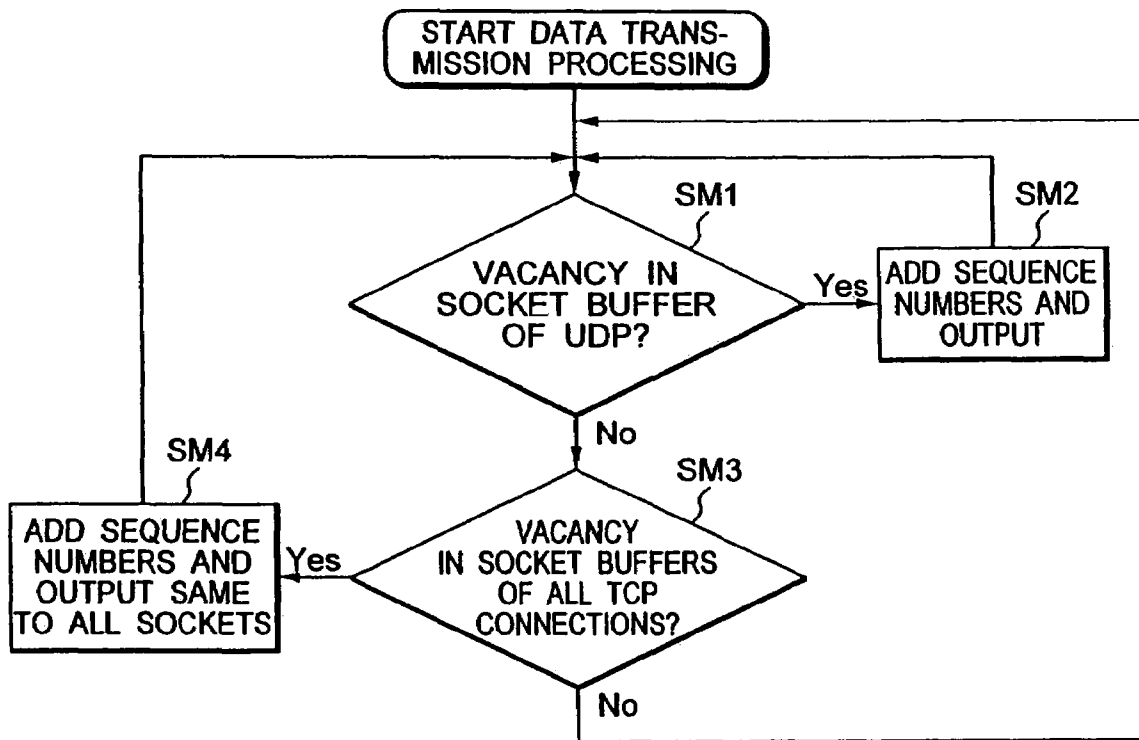 START DATA TRANS-
MISSION PROCESSING
SM1
SM2
VACANCY IN
SOCKET BUFFER
OF UDP?
Yes
ADD SEQUENCE
NUMBERS AND
OUTPUT
No
SM4
SM3
ADD SEQUENCE
NUMBERS AND
OUTPUT SAME
TO ALL SOCKETS
Yes
VACANCY
IN SOCKET BUFFERS
OF ALL TCP
CONNECTIONS?
No